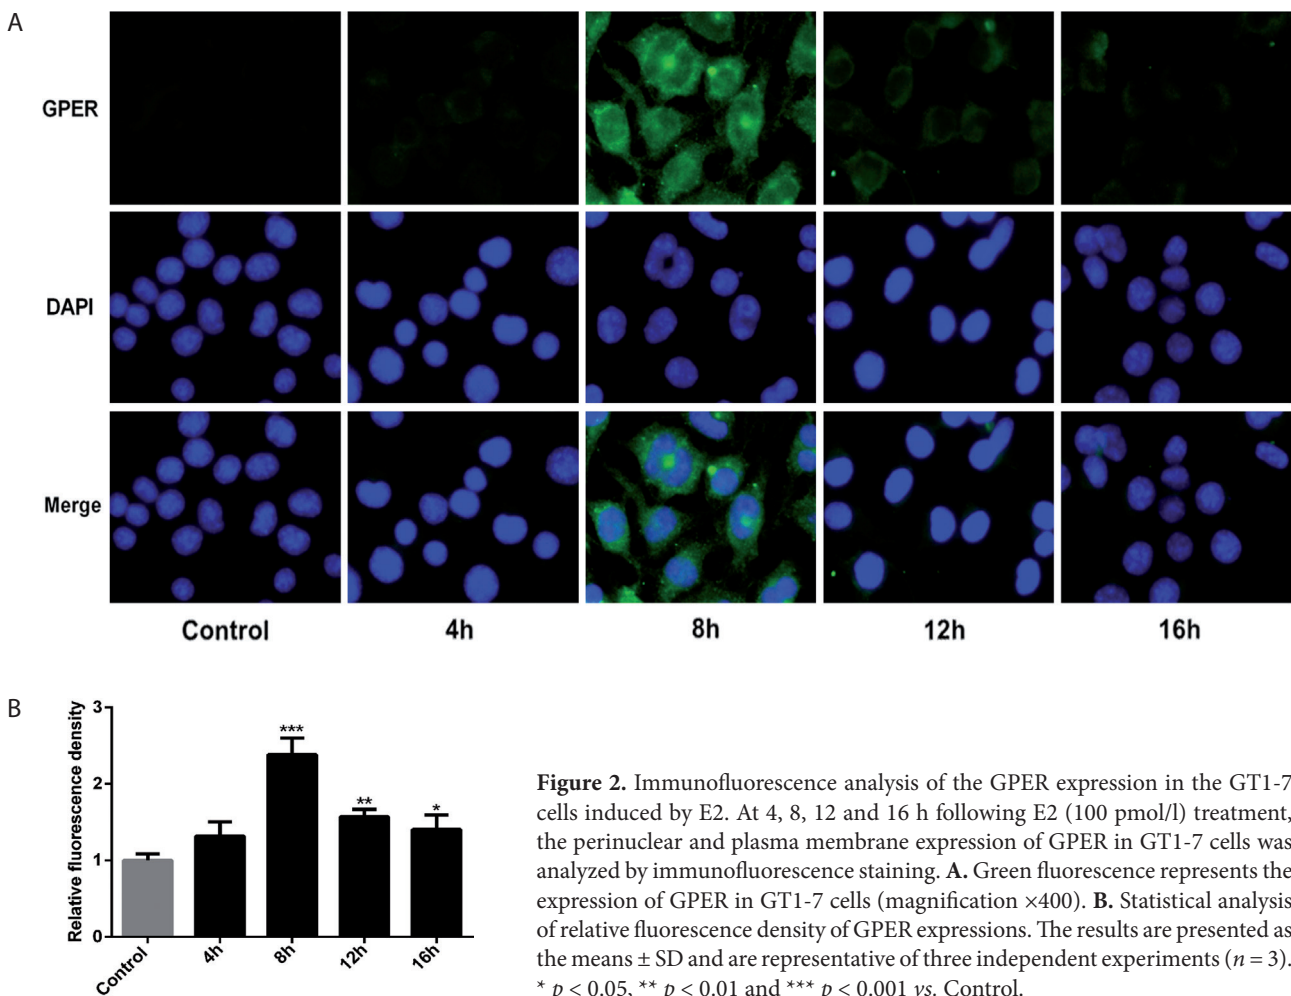 A
GPER
DAPI
Merge
Control
4h
8h
12h
16h
B
Relative fluorescence density
3
2
1
0
***
**
*
Control
4h
8h
12h
16h
Figure 2. Immunofluorescence analysis of the GPER expression in the GT1-7
cells induced by E2. At 4, 8, 12 and 16 h following E2 (100 pmol/l) treatment,
the perinuclear and plasma membrane expression of GPER in GT1-7 cells was
analyzed by immunofluorescence staining. A. Green fluorescence represents the
expression of GPER in GT1-7 cells (magnification ×400). B. Statistical analysis
of relative fluorescence density of GPER expressions. The results are presented as
the means ± SD and are representative of three independent experiments (n = 3).
* p < 0.05, ** p < 0.01 and *** p < 0.001 vs. Control.